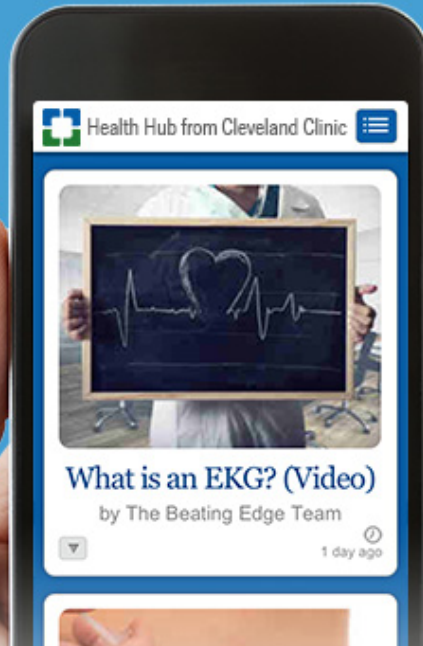 Health Hub from Cleveland Clinic
What is an EKG? (Video)
by The Beating Edge Team
1 day ago